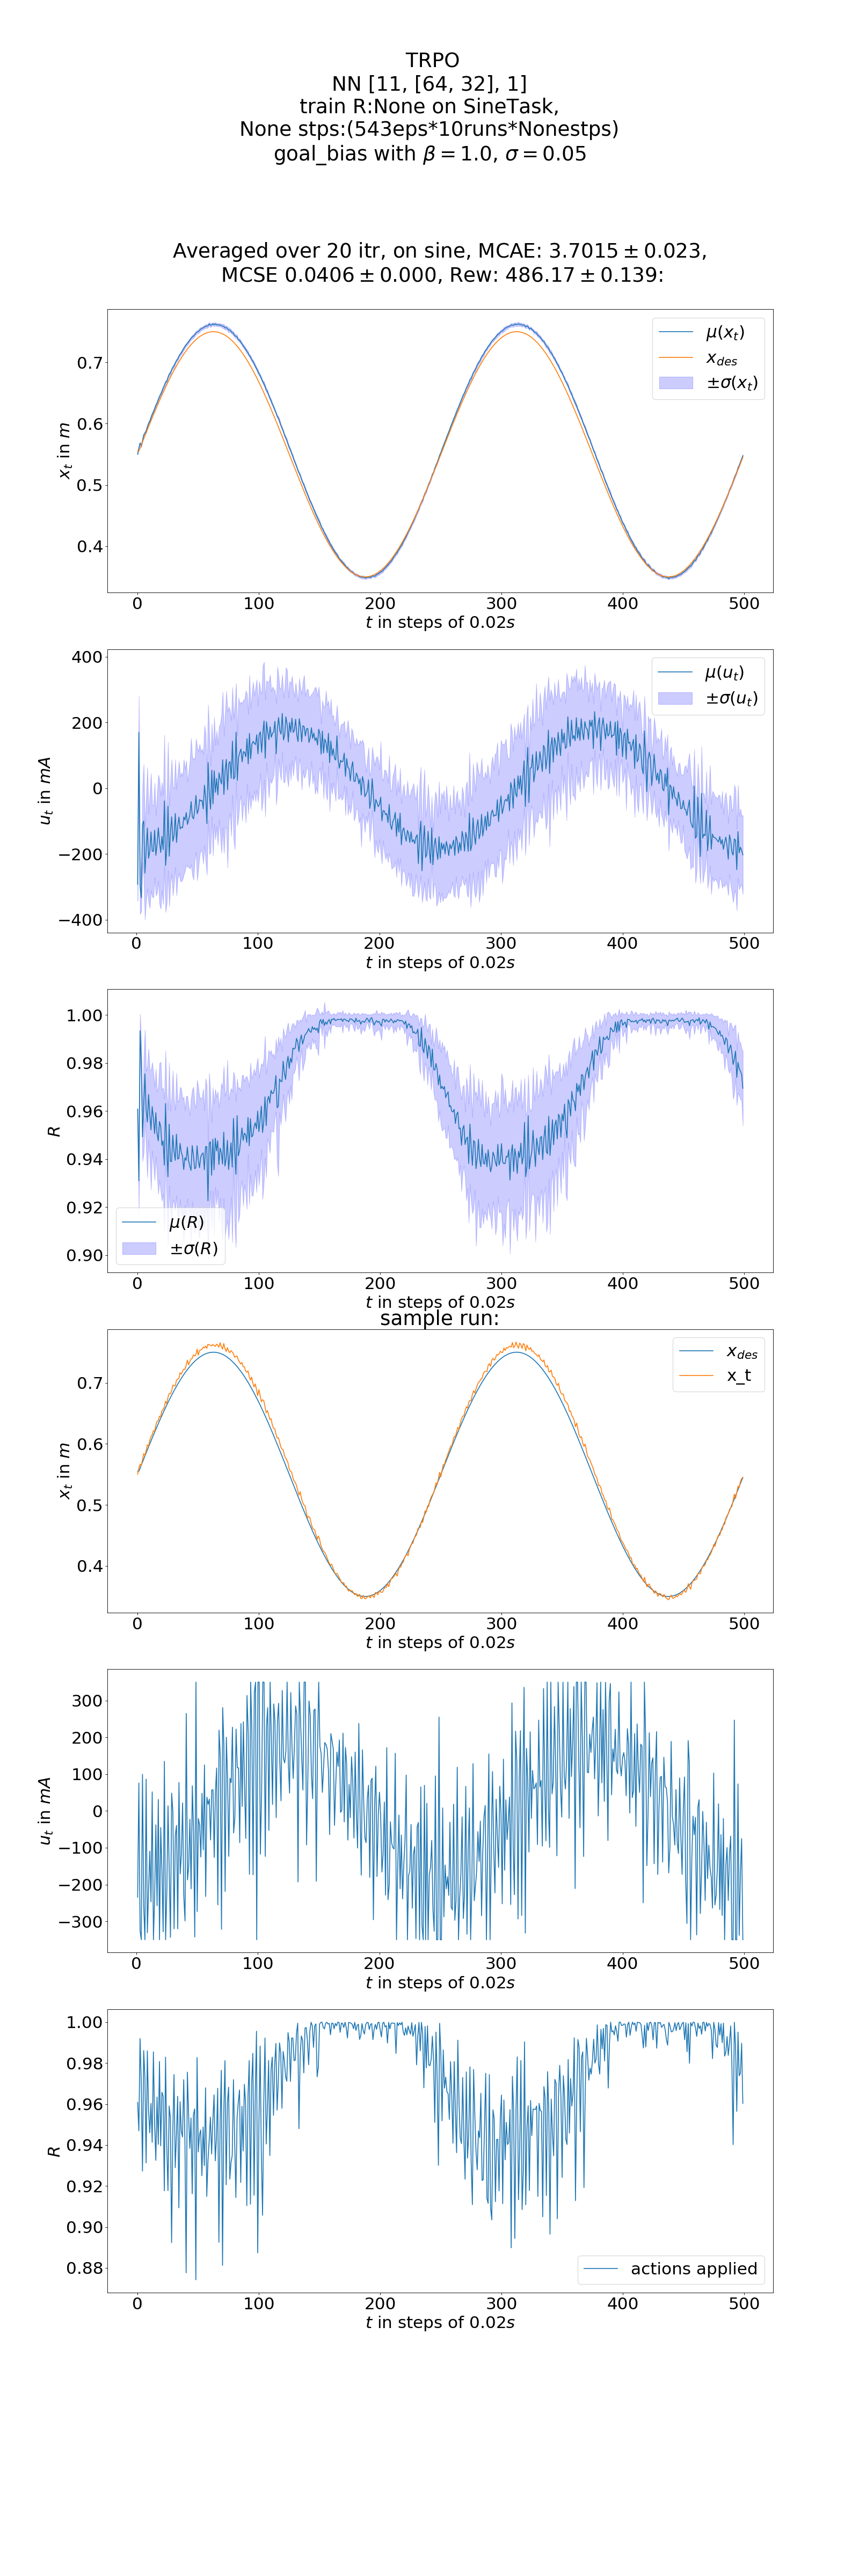 TRPO
NN [11, [64, 32], 1]
train R:None on SineTask,
None stps:(543eps*10runs*Nonestps)
goal_bias with β = 1.0, σ = 0.05
Averaged over 20 itr, on sine, MCAE: 3.7015 ± 0.023,
MCSE 0.0406 ± 0.000, Rew: 486.17 ± 0.139:
μ(x_t)
x_des
±σ(x_t)
x_t in m
0.7
0.6
0.5
0.4
0 100 200 300 400 500
t in steps of 0.02s
μ(u_t)
±σ(u_t)
u_t in mA
400
200
0
−200
−400
0 100 200 300 400 500
t in steps of 0.02s
R
1.00
0.98
0.96
0.94
0.92
0.90
μ(R)
±σ(R)
0 100 200 300 400 500
t in steps of 0.02s
sample run:
x_des
x_t
x_t in m
0.7
0.6
0.5
0.4
0 100 200 300 400 500
t in steps of 0.02s
u_t in mA
300
200
100
0
−100
−200
−300
0 100 200 300 400 500
t in steps of 0.02s
R
1.00
0.98
0.96
0.94
0.92
0.90
0.88
actions applied
0 100 200 300 400 500
t in steps of 0.02s